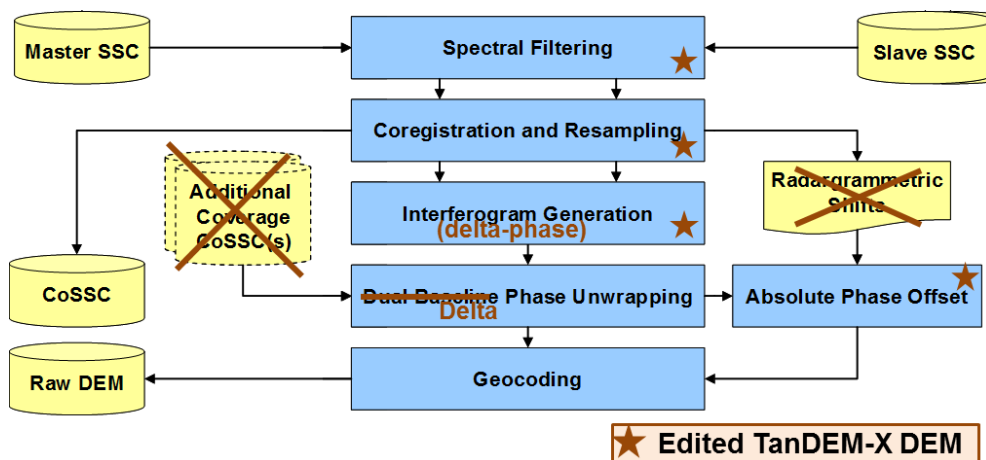 Master SSC
Spectral Filtering
Slave SSC
Coregistration and Resampling
Additional
Coverage
CoSSC(s)
Radargrammetric
Shifts
Interferogram Generation
(delta-phase)
CoSSC
Dual Baseline Phase Unwrapping
Delta
Absolute Phase Offset
Raw DEM
Geocoding
Edited TanDEM-X DEM